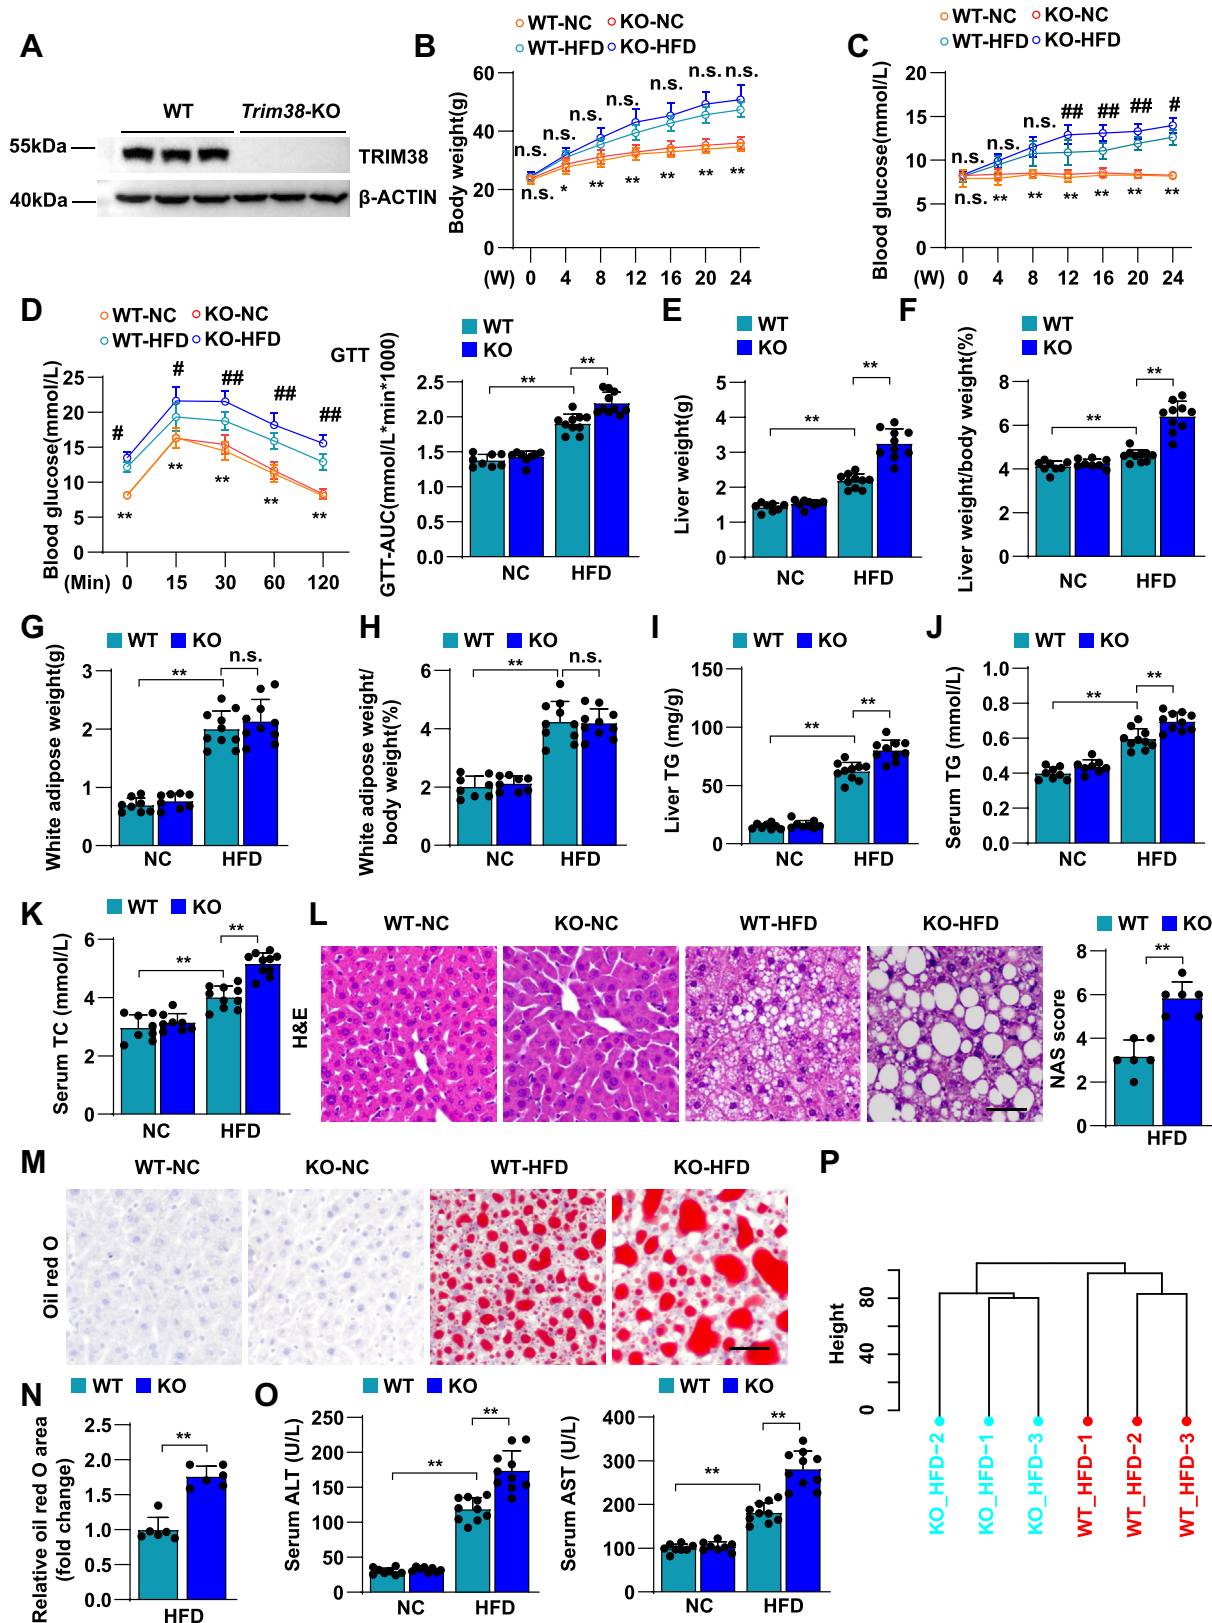 A
WT
Trim38-KO
55kDa
TRIM38
40kDa
β-ACTIN
B
WT-NC
KO-NC
WT-HFD
KO-HFD
Body weight(g)
60
40
20
0
n.s.
n.s.
n.s.
n.s.
n.s.
n.s.
n.s.
n.s.
*
**
**
**
**
**
(W)
0
4
8
12
16
20
24
C
WT-NC
KO-NC
WT-HFD
KO-HFD
Blood glucose(mmol/L)
20
15
10
5
0
n.s.
n.s.
n.s.
##
##
##
#
n.s.
**
**
**
**
**
**
(W)
0
4
8
12
16
20
24
D
WT-NC
KO-NC
WT-HFD
KO-HFD
GTT
Blood glucose(mmol/L)
25
20
15
10
5
0
#
#
##
##
##
**
**
**
**
**
(Min)
0
15
30
60
120
WT
KO
GTT-AUC(mmol/L*min*1000)
2.5
2.0
1.5
1.0
0.5
0.0
**
**
NC
HFD
E
WT
KO
Liver weight(g)
5
4
3
2
1
0
**
**
NC
HFD
F
WT
KO
Liver weight/body weight(%)
8
6
4
2
0
**
**
NC
HFD
G
WT
KO
White adipose weight(g)
3
2
1
0
**
n.s.
NC
HFD
H
WT
KO
White adipose weight/
body weight(%)
6
4
2
0
**
n.s.
NC
HFD
I
WT
KO
Liver TG (mg/g)
150
100
50
0
**
**
NC
HFD
J
WT
KO
Serum TG (mmol/L)
1.0
0.8
0.6
0.4
0.2
0.0
**
**
NC
HFD
K
WT
KO
Serum TC (mmol/L)
6
4
2
0
**
**
NC
HFD
L
WT-NC
KO-NC
WT-HFD
KO-HFD
H&E
WT
KO
NAS score
8
6
4
2
0
**
HFD
M
WT-NC
KO-NC
WT-HFD
KO-HFD
Oil red O
N
WT
KO
Relative oil red O area
(fold change)
2.0
1.5
1.0
0.5
0.0
**
HFD
O
WT
KO
Serum ALT (U/L)
250
200
150
100
50
0
**
**
NC
HFD
WT
KO
Serum AST (U/L)
400
300
200
100
0
**
**
NC
HFD
P
Height
80
40
0
KO_HFD-2
KO_HFD-1
KO_HFD-3
WT_HFD-1
WT_HFD-2
WT_HFD-3